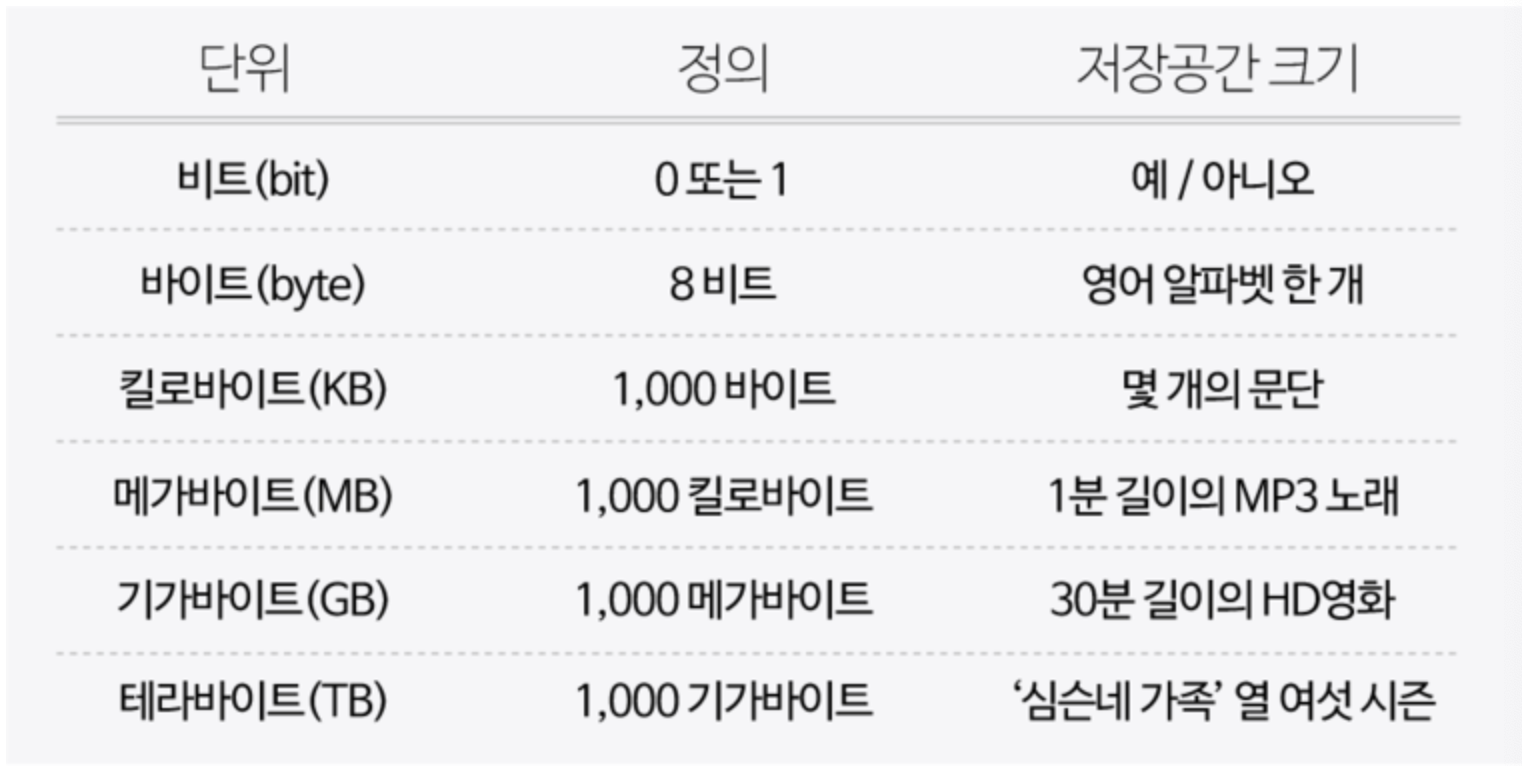 단위 정의 저장공간 크기
비트(bit) 0 또는 1 예 / 아니오
바이트(byte) 8 비트 영어 알파벳 한 개
킬로바이트(KB) 1,000 바이트 몇 개의 문단
메가바이트(MB) 1,000 킬로바이트 1분 길이의 MP3 노래
기가바이트(GB) 1,000 메가바이트 30분 길이의 HD영화
테라바이트(TB) 1,000 기가바이트 ‘심슨네 가족’ 열 여섯 시즌